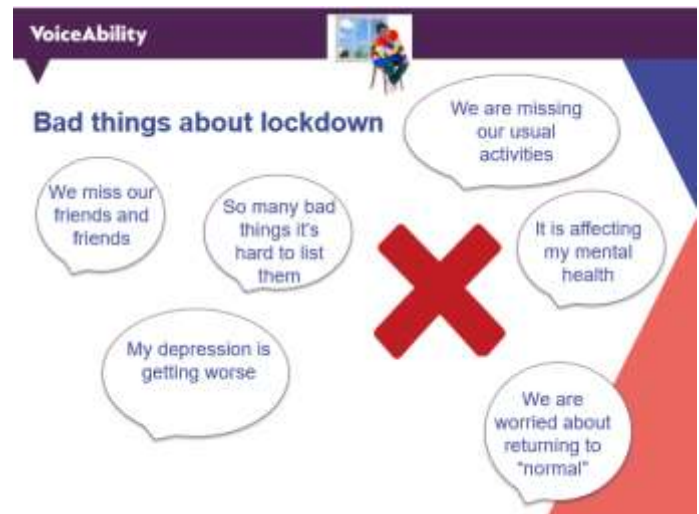 VoiceAbility
Bad things about lockdown
We are missing
our usual
activities
We miss our
friends and
friends
So many bad
things it's
hard to list
them
It is affecting
my mental
health
My depression is
getting worse
We are
worried about
returning to
"normal"